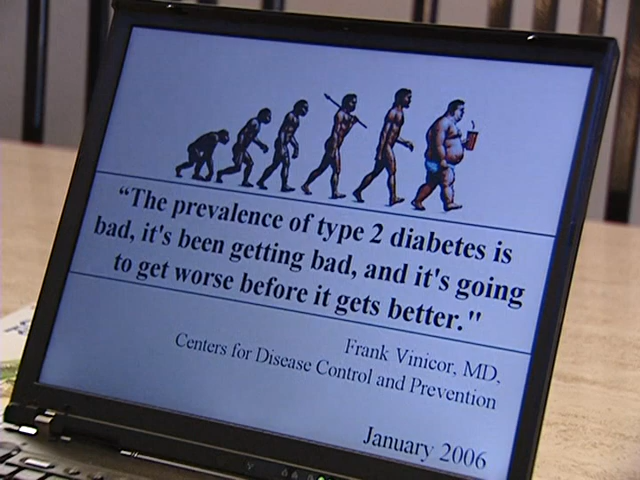 “The prevalence of type 2 diabetes is
bad, it's been getting bad, and it's going
to get worse before it gets better."
Frank Vinicor, MD,
Centers for Disease Control and Prevention
January 2006